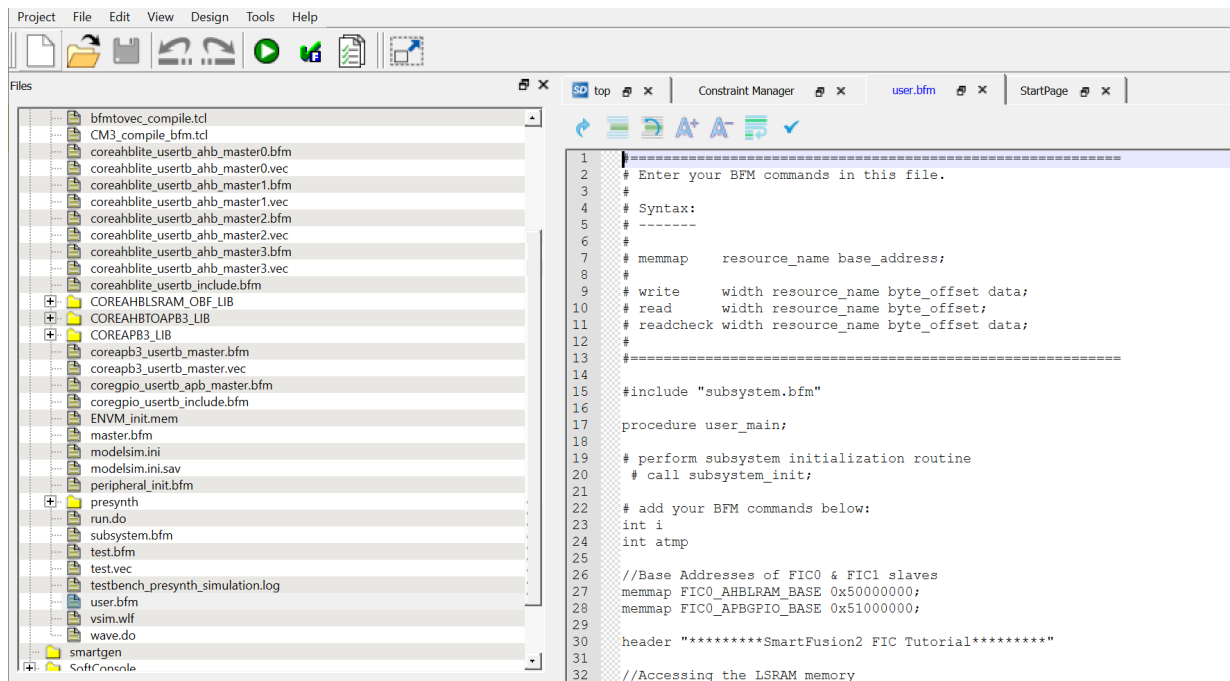 Project File Edit View Design Tools Help
Files
bfmtovec_compile.tcl
CM3_compile_bfm.tcl
coreahblite_usertb_ahb_master0.bfm
coreahblite_usertb_ahb_master0.vec
coreahblite_usertb_ahb_master1.bfm
coreahblite_usertb_ahb_master1.vec
coreahblite_usertb_ahb_master2.bfm
coreahblite_usertb_ahb_master2.vec
coreahblite_usertb_ahb_master3.bfm
coreahblite_usertb_ahb_master3.vec
coreahblite_usertb_include.bfm
COREAHBLSRAM_OBF_LIB
COREAHBTOAPB3_LIB
COREAPB3_LIB
coreapb3_usertb_master.bfm
coreapb3_usertb_master.vec
coregpio_usertb_apb_master.bfm
coregpio_usertb_include.bfm
ENVM_init.mem
master.bfm
modelsim.ini
modelsim.ini.sav
peripheral_init.bfm
presynth
run.do
subsystem.bfm
test.bfm
test.vec
testbench_presynth_simulation.log
user.bfm
vsim.wlf
wave.do
smartgen
SoftConsole
SD top Constraint Manager user.bfm StartPage
A+ A-
1 #===========================================================
2 # Enter your BFM commands in this file.
3 #
4 # Syntax:
5 # -------
6 #
7 # memmap    resource_name base_address;
8 #
9 # write     width resource_name byte_offset data;
10 # read      width resource_name byte_offset;
11 # readcheck width resource_name byte_offset data;
12 #
13 #===========================================================
14
15 #include "subsystem.bfm"
16
17 procedure user_main;
18
19 # perform subsystem initialization routine
20  # call subsystem_init;
21
22 # add your BFM commands below:
23 int i
24 int atmp
25
26 //Base Addresses of FIC0 & FIC1 slaves
27 memmap FIC0_AHBLRAM_BASE 0x50000000;
28 memmap FIC0_APBGPIO_BASE 0x51000000;
29
30 header "*********SmartFusion2 FIC Tutorial*********"
31
32 //Accessing the LSRAM memory